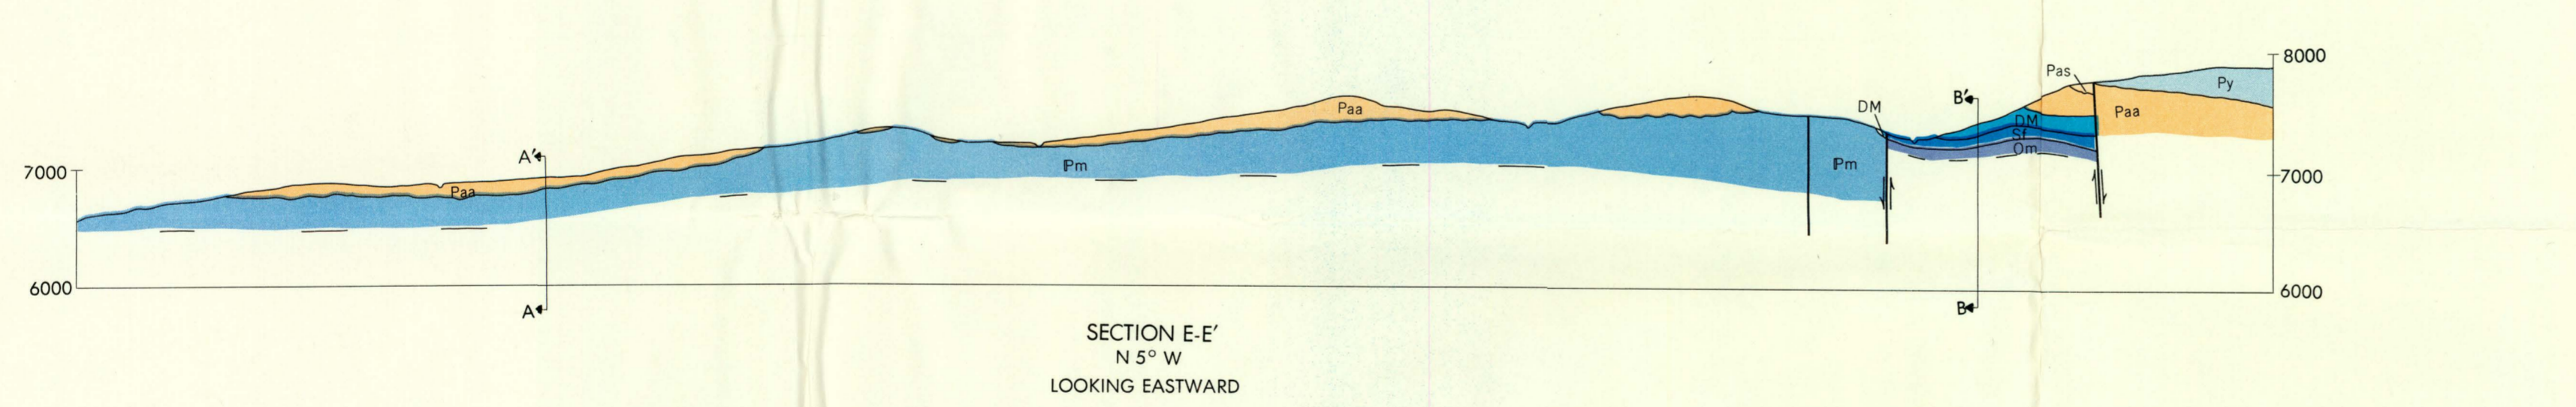 8000
Pas
Py
DM
B′
Paa
Paa
DM
Sf
Om
A′
Paa
ℙm
ℙm
7000
7000
6000
6000
A
B
SECTION E-E′
N 5° W
LOOKING EASTWARD